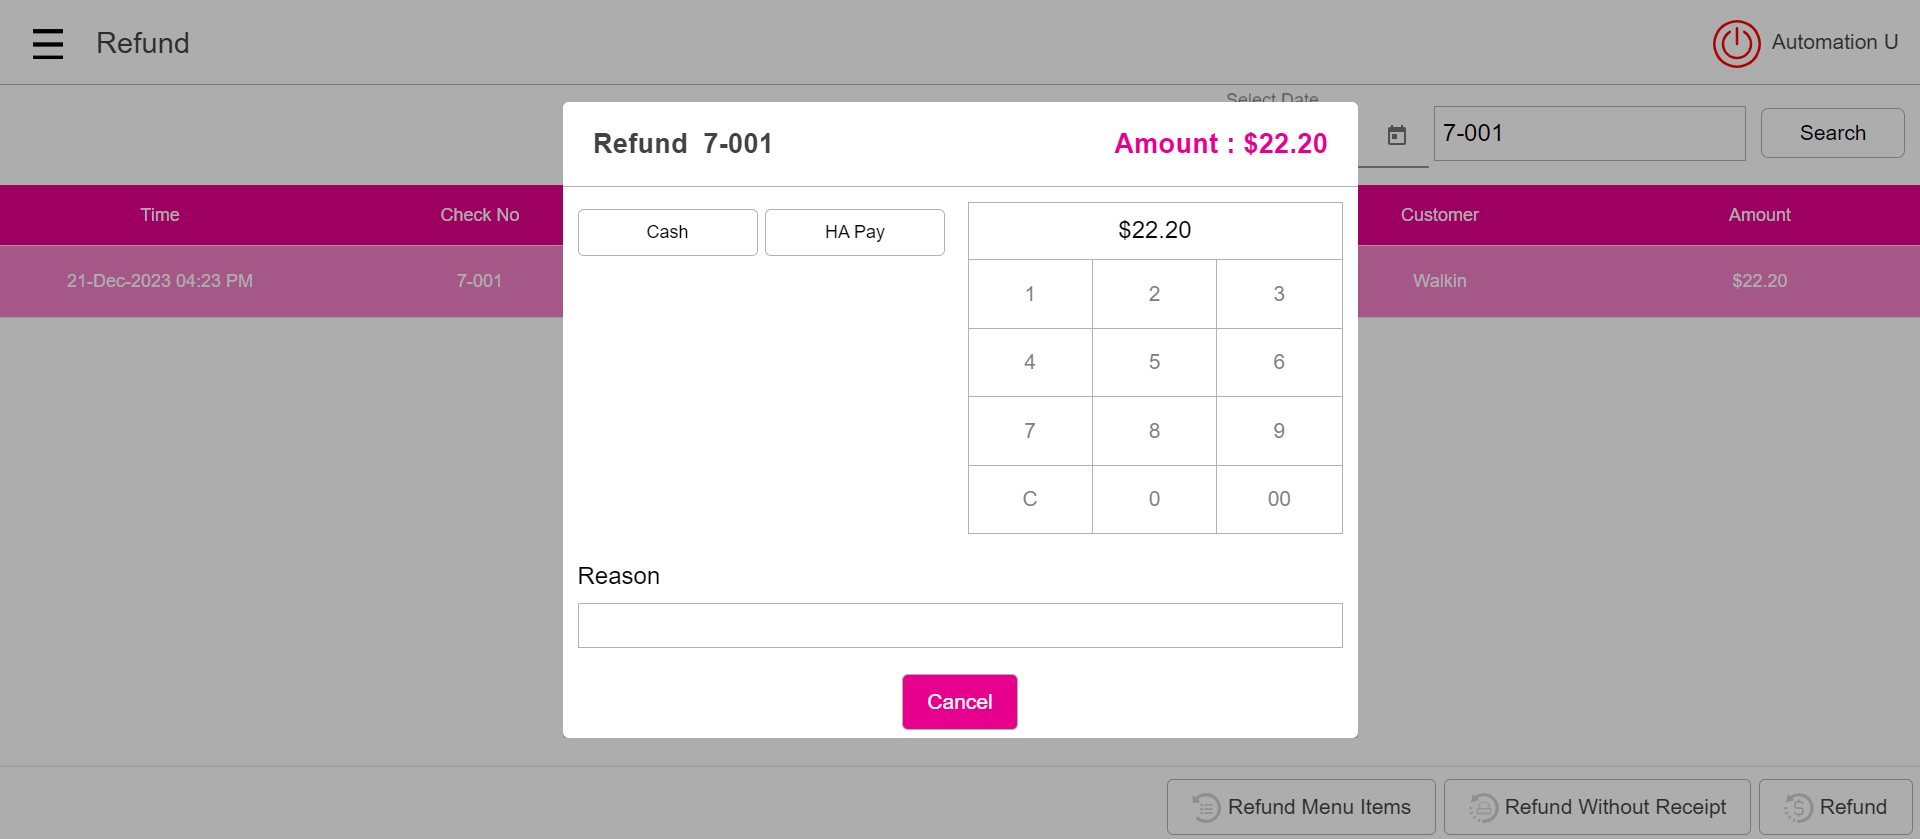 Refund
Automation U
Select Date
7-001
Search
Refund 7-001
Amount : $22.20
Time
Check No
Customer
Amount
21-Dec-2023 04:23 PM
7-001
Walkin
$22.20
Cash
HA Pay
$22.20
1 2 3
4 5 6
7 8 9
C 0 00
Reason
Cancel
Refund Menu Items
Refund Without Receipt
Refund